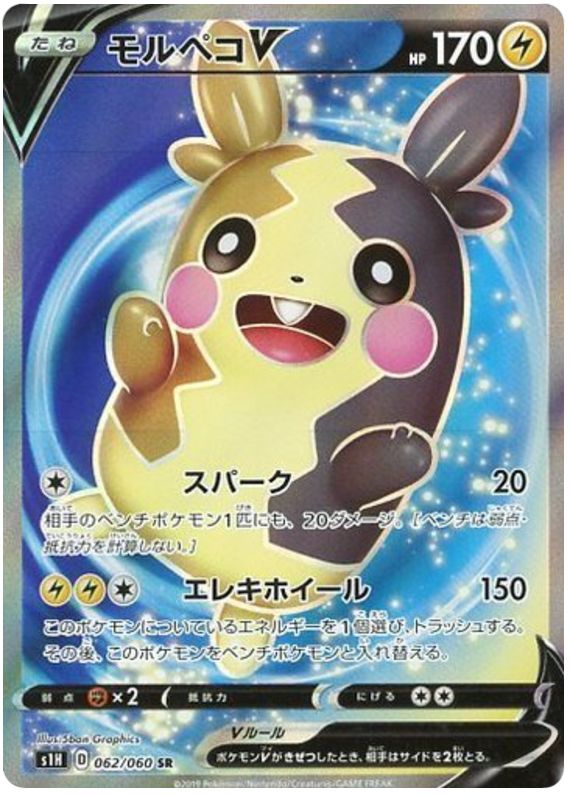 たね モルペコV HP 170
スパーク 20
相手のベンチポケモン1匹にも、20ダメージ。[ベンチは弱点・
抵抗力を計算しない。]
エレキホイール 150
このポケモンについているエネルギーを1個選び、トラッシュする。
その後、このポケモンをベンチポケモンと入れ替える。
弱点 ×2 抵抗力 にげる
Illus. 5ban Graphics
Vルール
s1H D 062/060 SR
ポケモンVがきぜつしたとき、相手はサイドを2枚とる。
©2019 Pokémon/Nintendo/Creatures/GAME FREAK